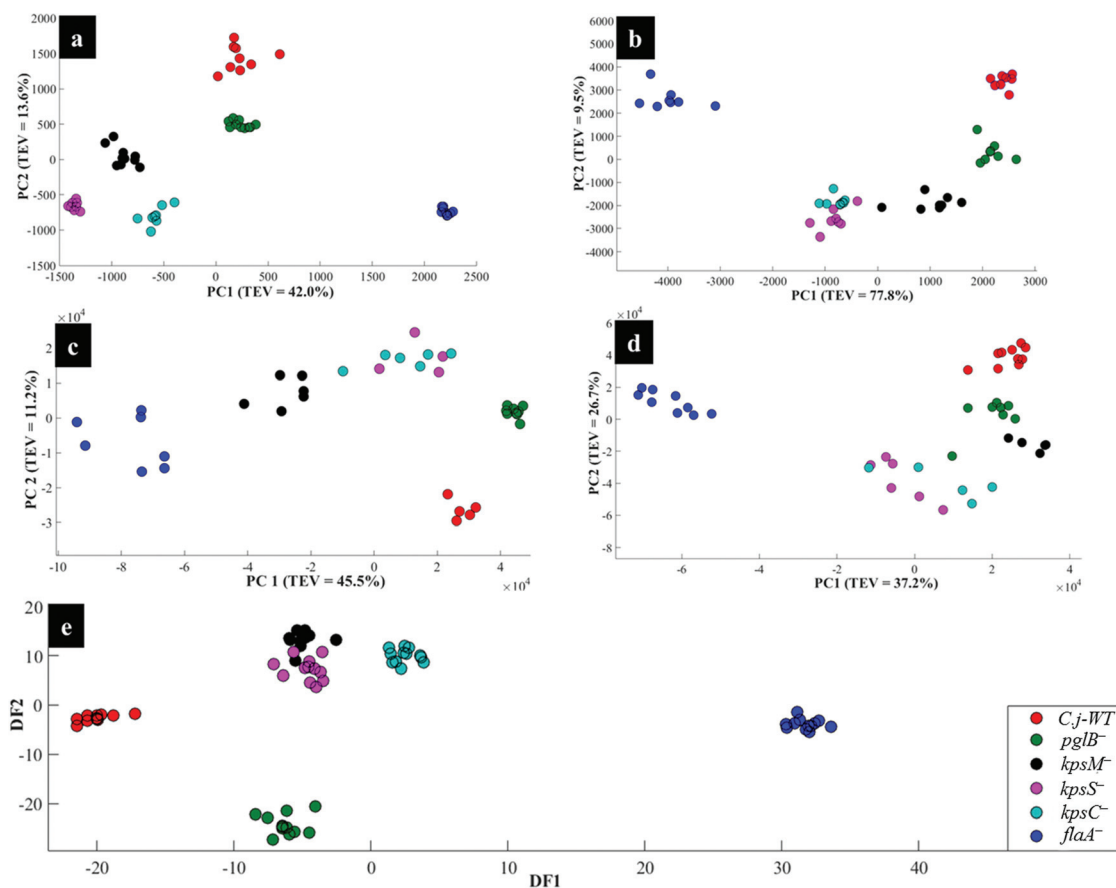 a
2000
1500
1000
500
0
-500
-1000
-1500
PC2 (TEV = 13.6%)
-1500 -1000 -500 0 500 1000 1500 2000 2500
PC1 (TEV = 42.0%)
b
6000
5000
4000
3000
2000
1000
0
-1000
-2000
-3000
-4000
PC2 (TEV = 9.5%)
-5000 -4000 -3000 -2000 -1000 0 1000 2000 3000
PC1 (TEV = 77.8%)
c
×10⁴
2
1
0
-1
-2
-3
PC 2 (TEV = 11.2%)
-10 -8 -6 -4 -2 0 2 4
×10⁴
PC 1 (TEV = 45.5%)
d
×10⁴
6
4
2
0
-2
-4
-6
-8
PC2 (TEV = 26.7%)
-6 -4 -2 0 2 4
×10⁴
PC1 (TEV = 37.2%)
e
20
10
0
-10
-20
DF2
-20 -10 0 10 20 30 40
DF1
C.j-WT
pglB⁻
kpsM⁻
kpsS⁻
kpsC⁻
flaA⁻